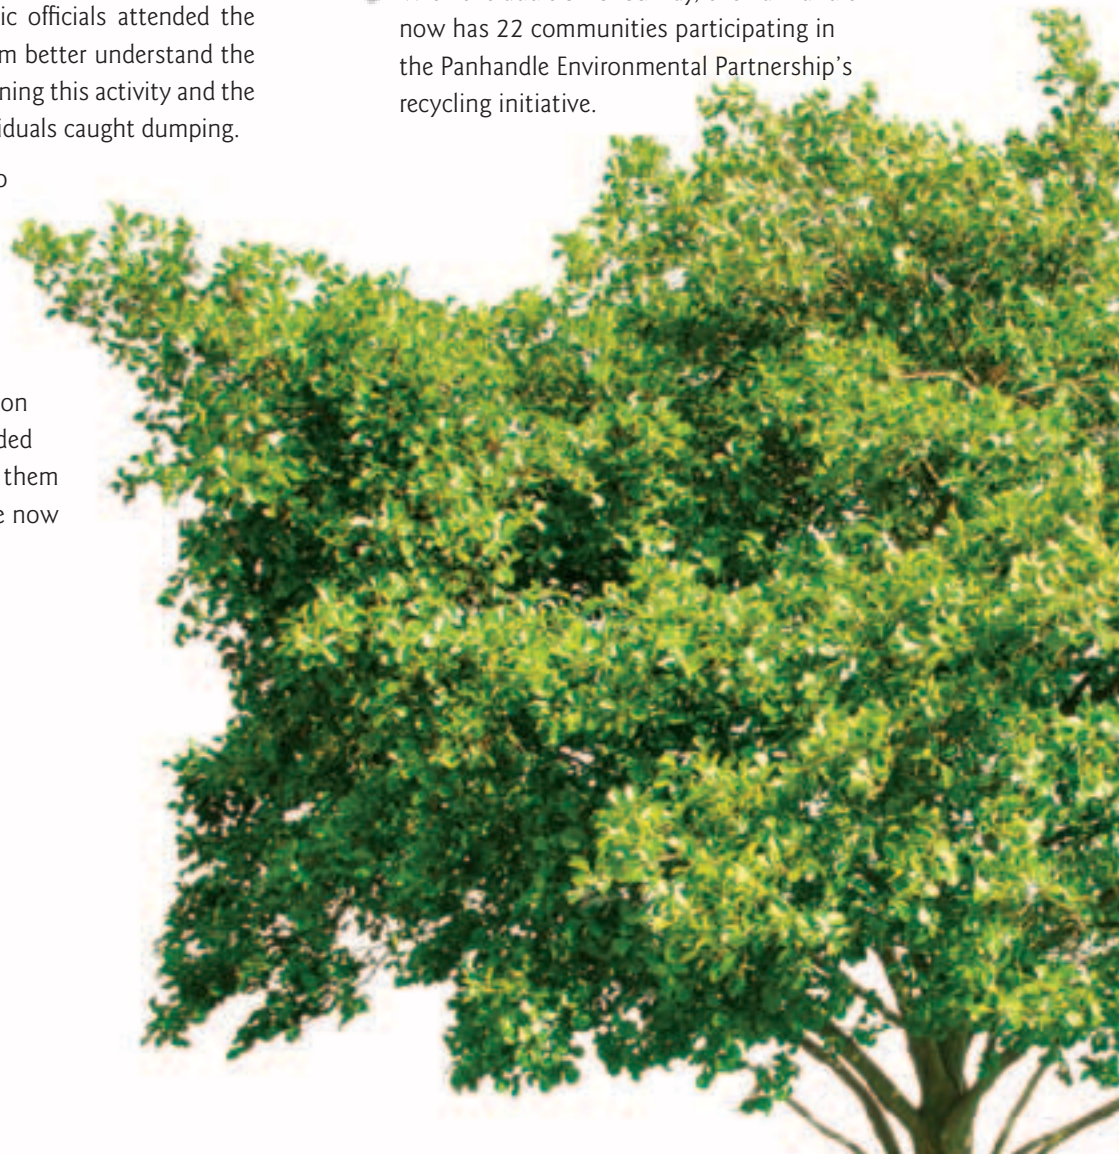 ic officials attended the
m better understand the
ning this activity and the
iduals caught dumping.
o
on
ded
them
e now
now has 22 communities participating in
the Panhandle Environmental Partnership's
recycling initiative.